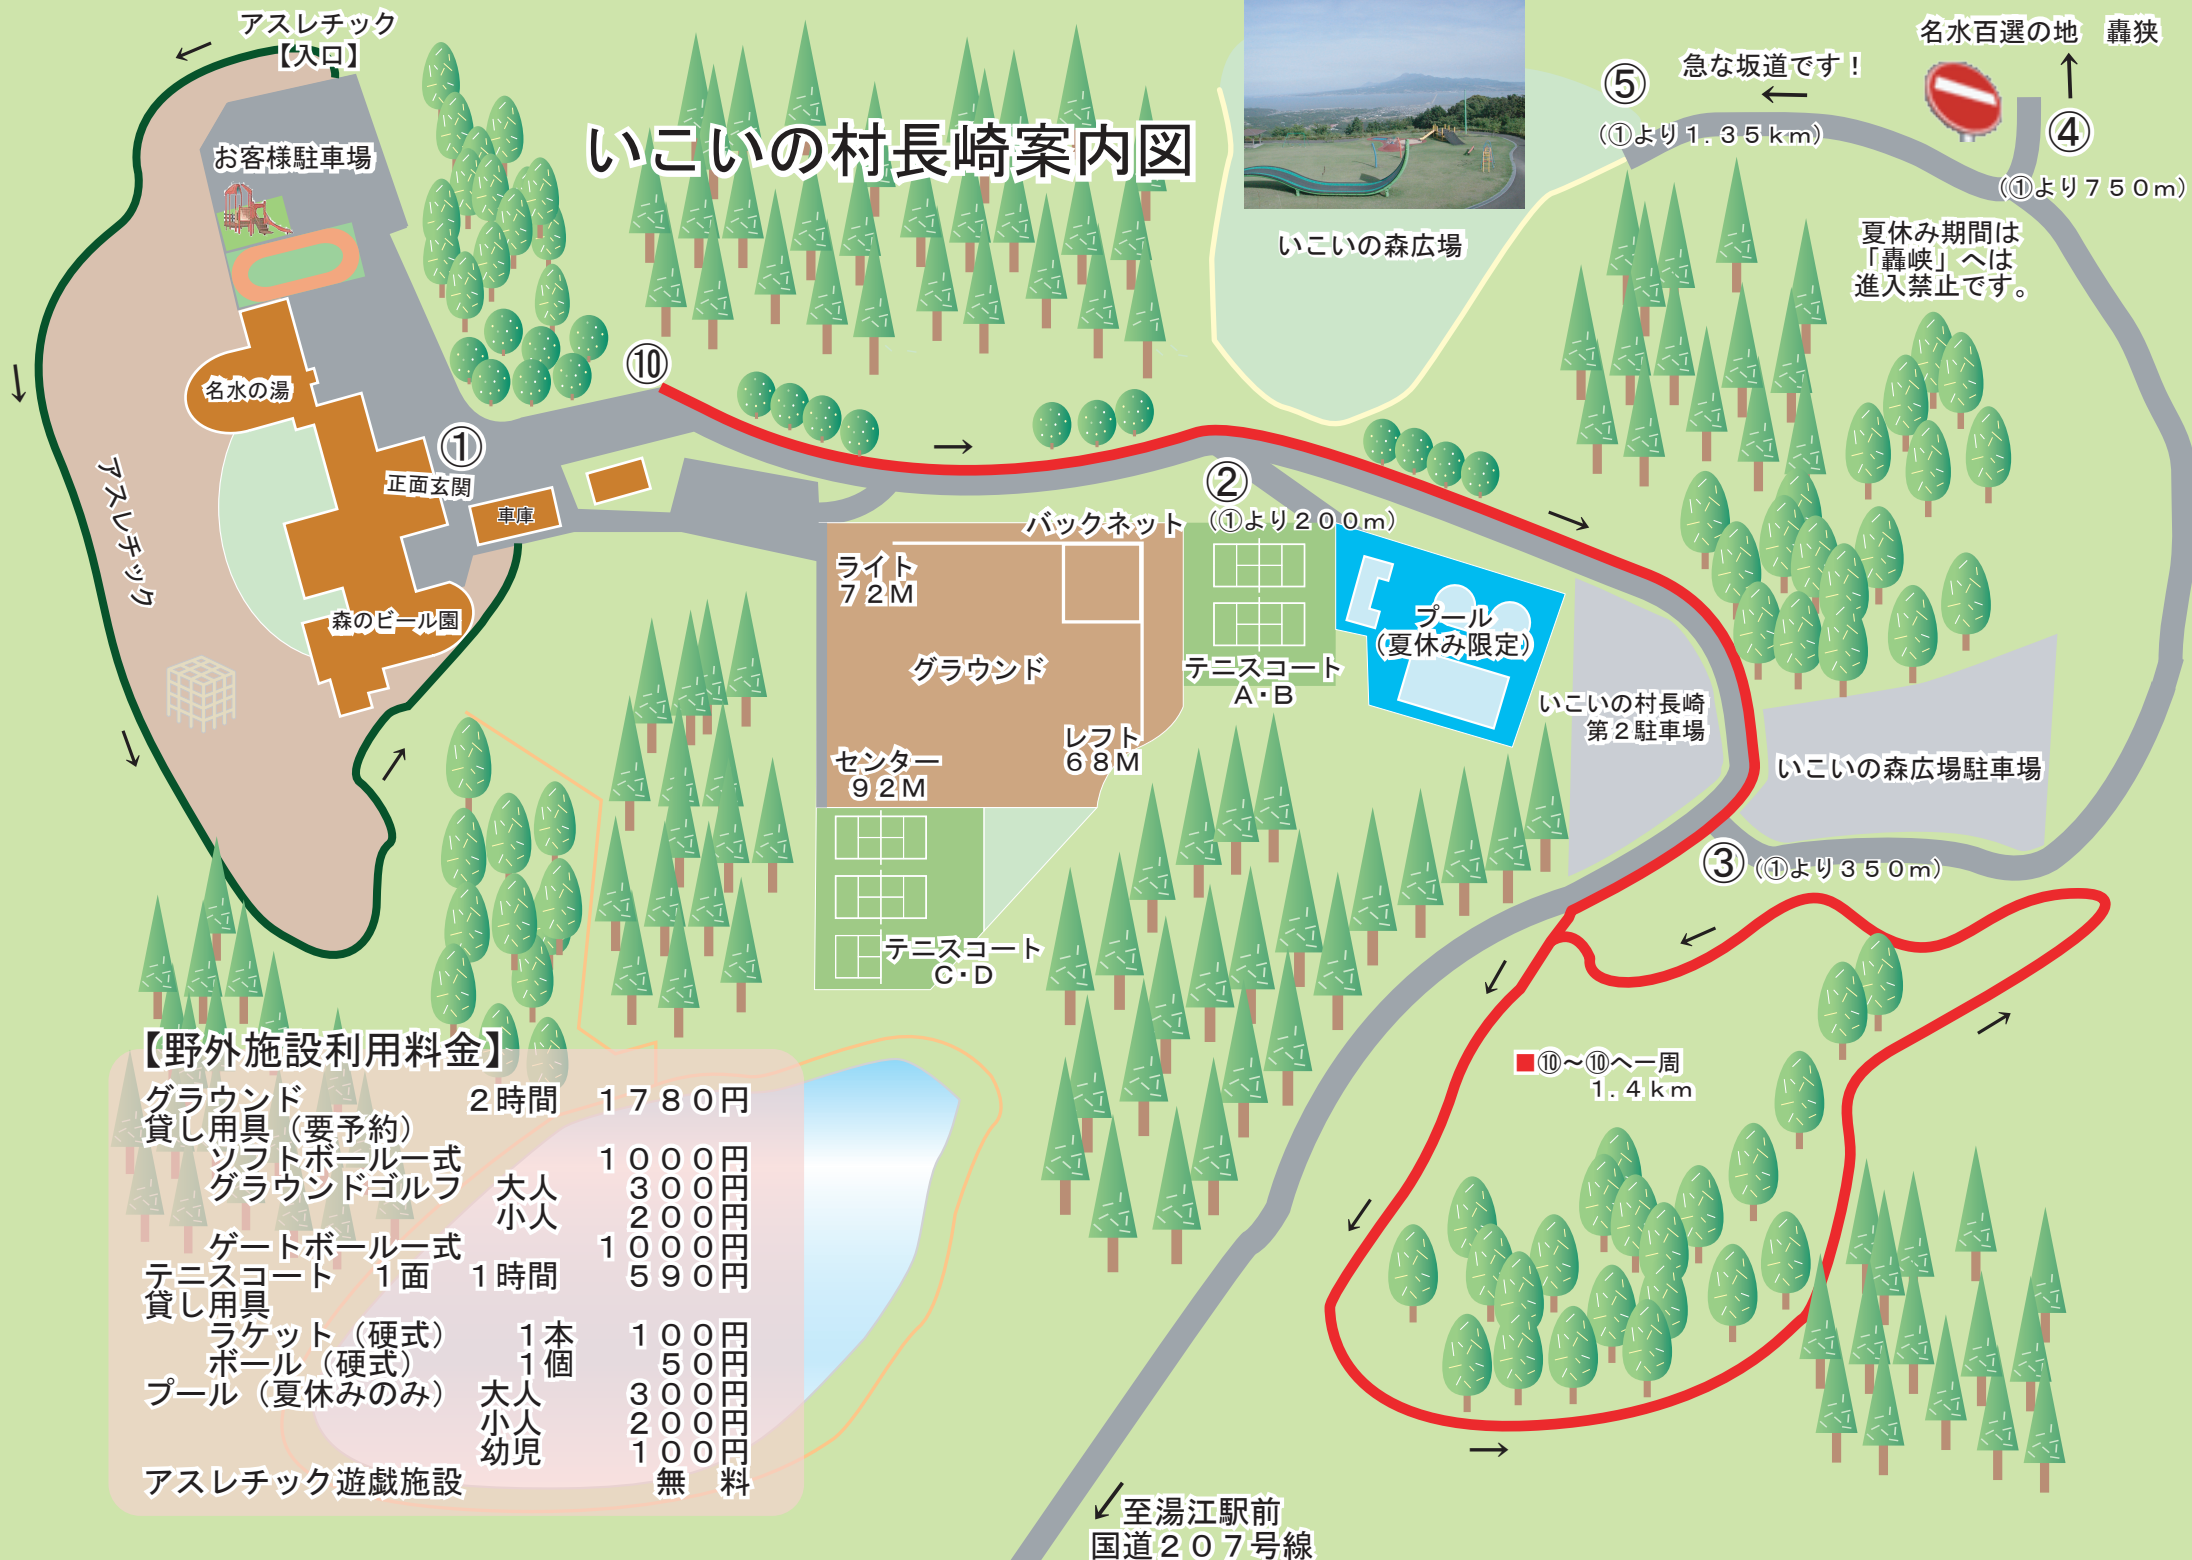 アスレチック
【入口】
お客様駐車場
いこいの村長崎案内図
いこいの森広場
⑤
急な坂道です！
（①より１．３５ｋｍ）
名水百選の地　轟狭
④
（①より７５０ｍ）
夏休み期間は
「轟峡」へは
進入禁止です。
名水の湯
①
正面玄関
車庫
森のビール園
アスレチック
⑩
②
（①より２００ｍ）
バックネット
ライト
７２Ｍ
グラウンド
レフト
６８Ｍ
センター
９２Ｍ
テニスコート
Ａ・Ｂ
プール
（夏休み限定）
いこいの村長崎
第２駐車場
いこいの森広場駐車場
③
（①より３５０ｍ）
テニスコート
Ｃ・Ｄ
■⑩～⑩へ一周
１．４ｋｍ
【野外施設利用料金】
グラウンド　２時間　１７８０円
貸し用具（要予約）
ソフトボール一式　１０００円
グラウンドゴルフ　大人　３００円
小人　２００円
ゲートボール一式　１０００円
テニスコート　１面　１時間　５９０円
貸し用具
ラケット（硬式）　１本　１００円
ボール（硬式）　１個　５０円
プール（夏休みのみ）　大人　３００円
小人　２００円
幼児　１００円
アスレチック遊戯施設　無　料
至湯江駅前
国道２０７号線